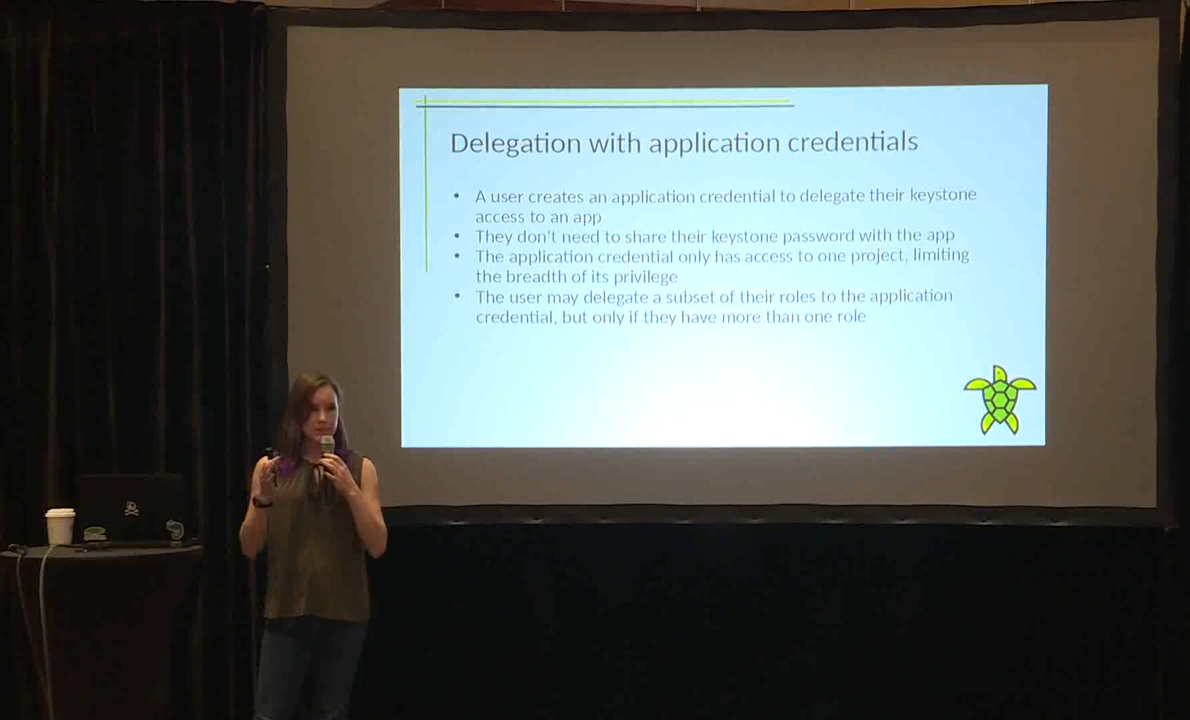 Delegation with application credentials
• A user creates an application credential to delegate their keystone
access to an app
• They don't need to share their keystone password with the app
• The application credential only has access to one project, limiting
the breadth of its privilege
• The user may delegate a subset of their roles to the application
credential, but only if they have more than one role